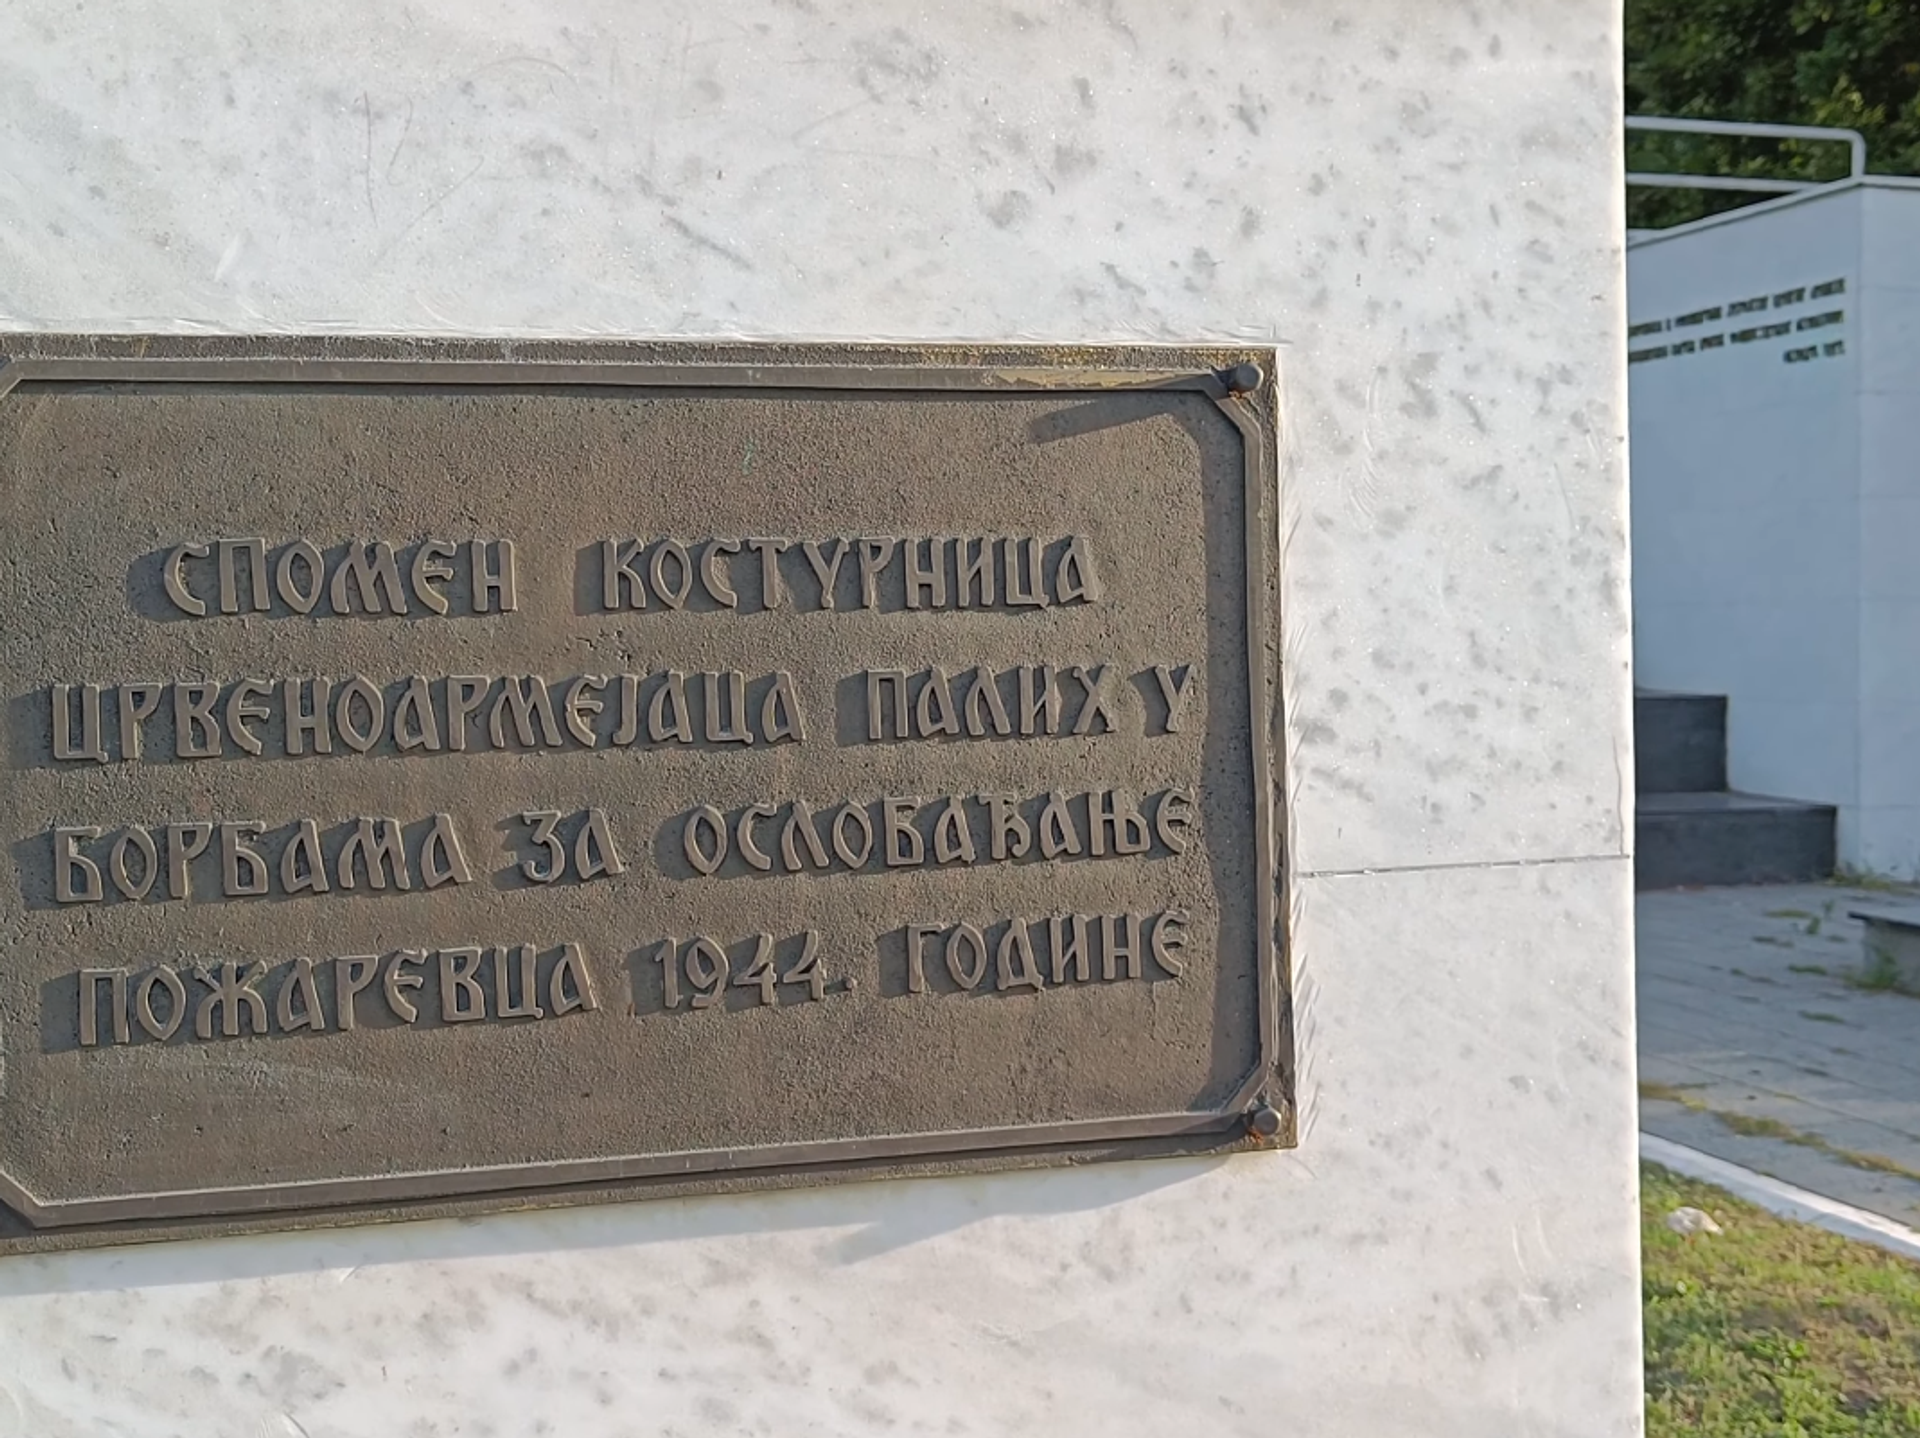 СПОМЕН КОСТУРНИЦА
ЦРВЕНОАРМЕЈАЦА ПАЛИХ У
БОРБАМА ЗА ОСЛОБАЂАЊЕ
ПОЖАРЕВЦА 1944. ГОДИНЕ